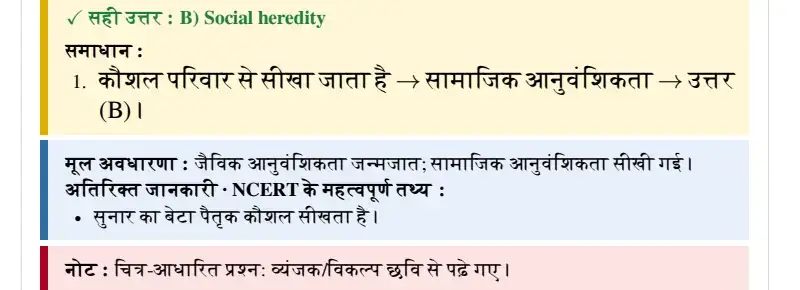 ✓ सही उत्तर : B) Social heredity
समाधान :
1. कौशल परिवार से सीखा जाता है → सामाजिक आनुवंशिकता → उत्तर
(B)।
मूल अवधारणा : जैविक आनुवंशिकता जन्मजात; सामाजिक आनुवंशिकता सीखी गई।
अतिरिक्त जानकारी · NCERT के महत्वपूर्ण तथ्य :
• सुनार का बेटा पैतृक कौशल सीखता है।
नोट : चित्र-आधारित प्रश्न: व्यंजक/विकल्प छवि से पढ़े गए।